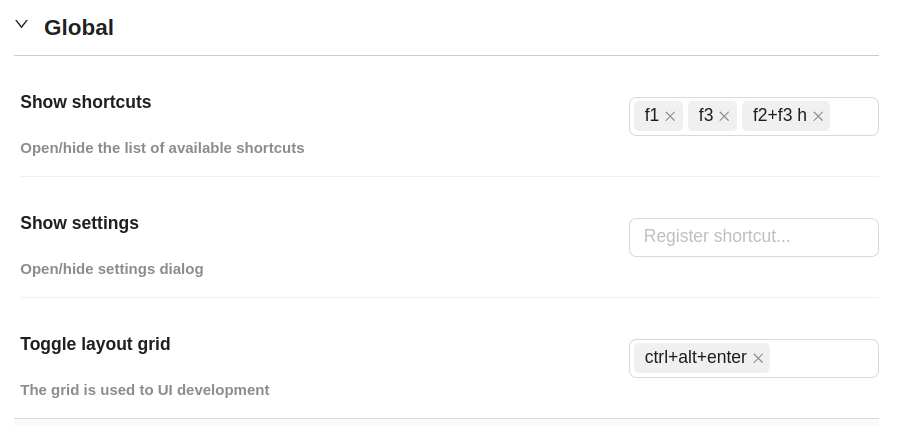 Global
Show shortcuts
f1 f3 f2+f3 h
Open/hide the list of available shortcuts
Show settings
Register shortcut...
Open/hide settings dialog
Toggle layout grid
ctrl+alt+enter
The grid is used to UI development